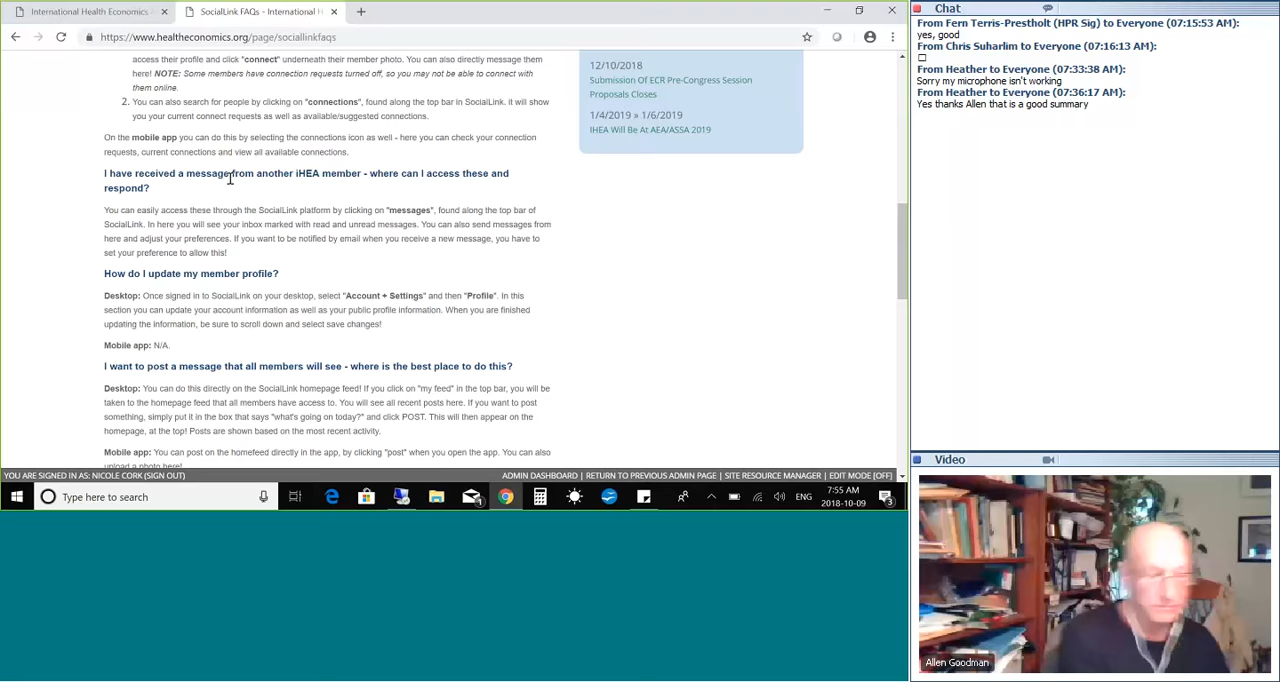 International Health Economics
SocialLink FAQs - International H
https://www.healtheconomics.org/page/sociallinkfaqs
access their profile and click "connect" underneath their member photo. You can also directly message them
here! NOTE: Some members have connection requests turned off, so you may not be able to connect with
them online.
2. You can also search for people by clicking on "connections", found along the top bar in SocialLink. it will show
you your current connect requests as well as available/suggested connections.
On the mobile app you can do this by selecting the connections icon as well - here you can check your connection
requests, current connections and view all available connections.
I have received a message from another iHEA member - where can I access these and
respond?
You can easily access these through the SocialLink platform by clicking on "messages", found along the top bar of
SocialLink. In here you will see your inbox marked with read and unread messages. You can also send messages from
here and adjust your preferences. If you want to be notified by email when you receive a new message, you have to
set your preference to allow this!
How do I update my member profile?
Desktop: Once signed in to SocialLink on your desktop, select "Account + Settings" and then "Profile". In this
section you can update your account information as well as your public profile information. When you are finished
updating the information, be sure to scroll down and select save changes!
Mobile app: N/A.
I want to post a message that all members will see - where is the best place to do this?
Desktop: You can do this directly on the SocialLink homepage feed! If you click on "my feed" in the top bar, you will be
taken to the homepage feed that all members have access to. You will see all recent posts here. If you want to post
something, simply put it in the box that says "what's going on today?" and click POST. This will then appear on the
homepage, at the top! Posts are shown based on the most recent activity.
Mobile app: You can post on the homefeed directly in the app, by clicking "post" when you open the app. You can also
upload a photo here!
12/10/2018
Submission Of ECR Pre-Congress Session
Proposals Closes
1/4/2019 » 1/6/2019
IHEA Will Be At AEA/ASSA 2019
YOU ARE SIGNED IN AS: NICOLE CORK (SIGN OUT)
ADMIN DASHBOARD | RETURN TO PREVIOUS ADMIN PAGE | SITE RESOURCE MANAGER | EDIT MODE [OFF]
Type here to search
ENG
7:55 AM
2018-10-09
3
Chat
From Fern Terris-Prestholt (HPR Sig) to Everyone (07:15:53 AM):
yes, good
From Chris Suharlim to Everyone (07:16:13 AM):
From Heather to Everyone (07:33:38 AM):
Sorry my microphone isn't working
From Heather to Everyone (07:36:17 AM):
Yes thanks Allen that is a good summary
Video
Allen Goodman